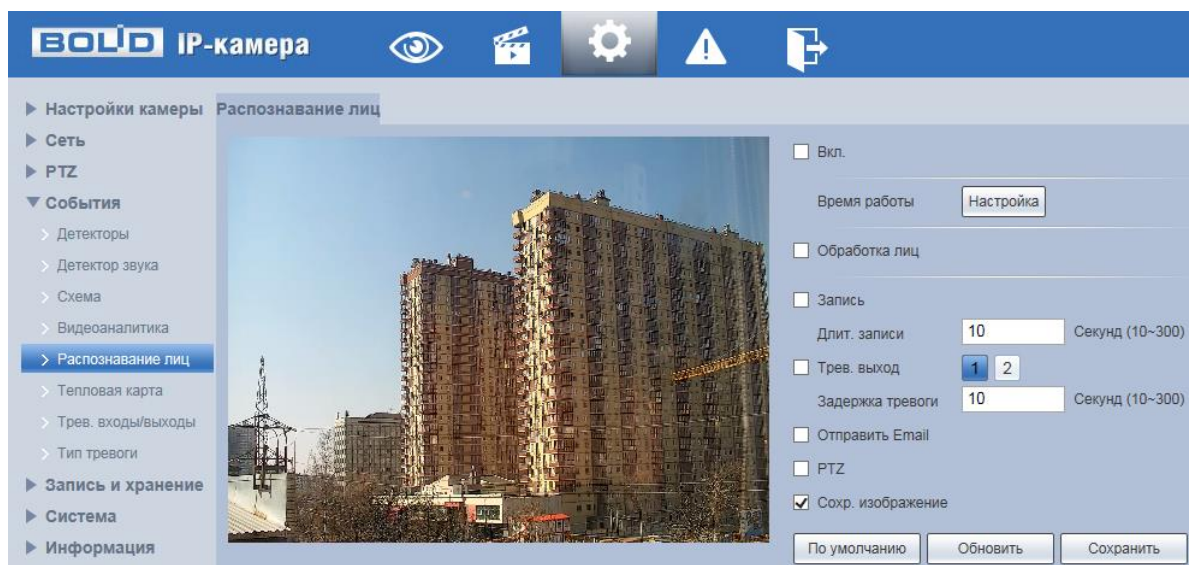 BOLID IP-камера
Настройки камеры
Сеть
PTZ
События
Детекторы
Детектор звука
Схема
Видеоаналитика
Распознавание лиц
Тепловая карта
Трев. входы/выходы
Тип тревоги
Запись и хранение
Система
Информация
Распознавание лиц
Вкл.
Время работы Настройка
Обработка лиц
Запись
Длит. записи 10 Секунд (10~300)
Трев. выход 1 2
Задержка тревоги 10 Секунд (10~300)
Отправить Email
PTZ
Сохр. изображение
По умолчанию Обновить Сохранить